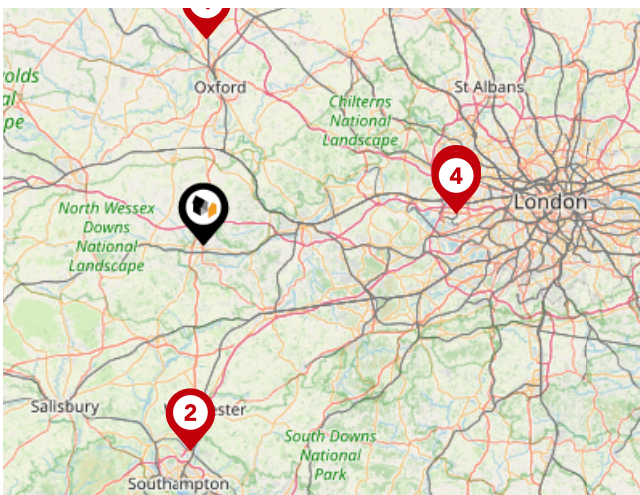 Oxford
St Albans
Chilterns
National
Landscape
4
London
North Wessex
Downs
National
Landscape
Salisbury
2
South Downs
National
Park
Southampton